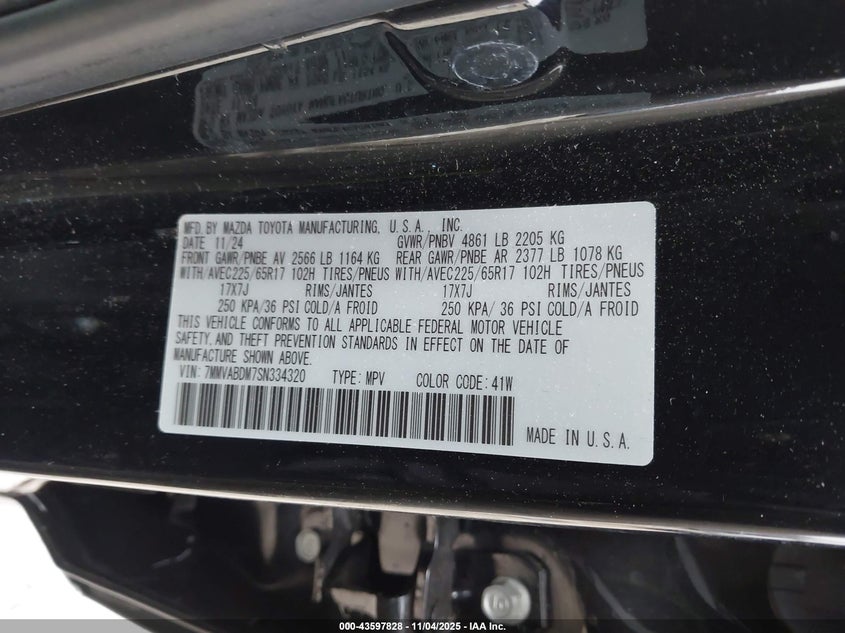 MFD. BY MAZDA TOYOTA MANUFACTURING, U.S.A., INC.
DATE 11/24 GVWR/PNBV 4861 LB 2205 KG
FRONT GAWR/PNBE AV 2566 LB 1164 KG REAR GAWR/PNBE AR 2377 LB 1078 KG
WITH/AVEC225/65R17 102H TIRES/PNEUS WITH/AVEC225/65R17 102H TIRES/PNEUS
17X7J RIMS/JANTES 17X7J RIMS/JANTES
250 KPA/36 PSI COLD/A FROID 250 KPA/36 PSI COLD/A FROID
THIS VEHICLE CONFORMS TO ALL APPLICABLE FEDERAL MOTOR VEHICLE
SAFETY, AND THEFT PREVENTION STANDARDS IN EFFECT ON THE DATE OF
MANUFACTURE SHOWN ABOVE.
VIN: 7MMVABDM7SN334320 TYPE: MPV COLOR CODE: 41W
MADE IN U.S.A.
000-43597828 - 11/04/2025 - IAA Inc.